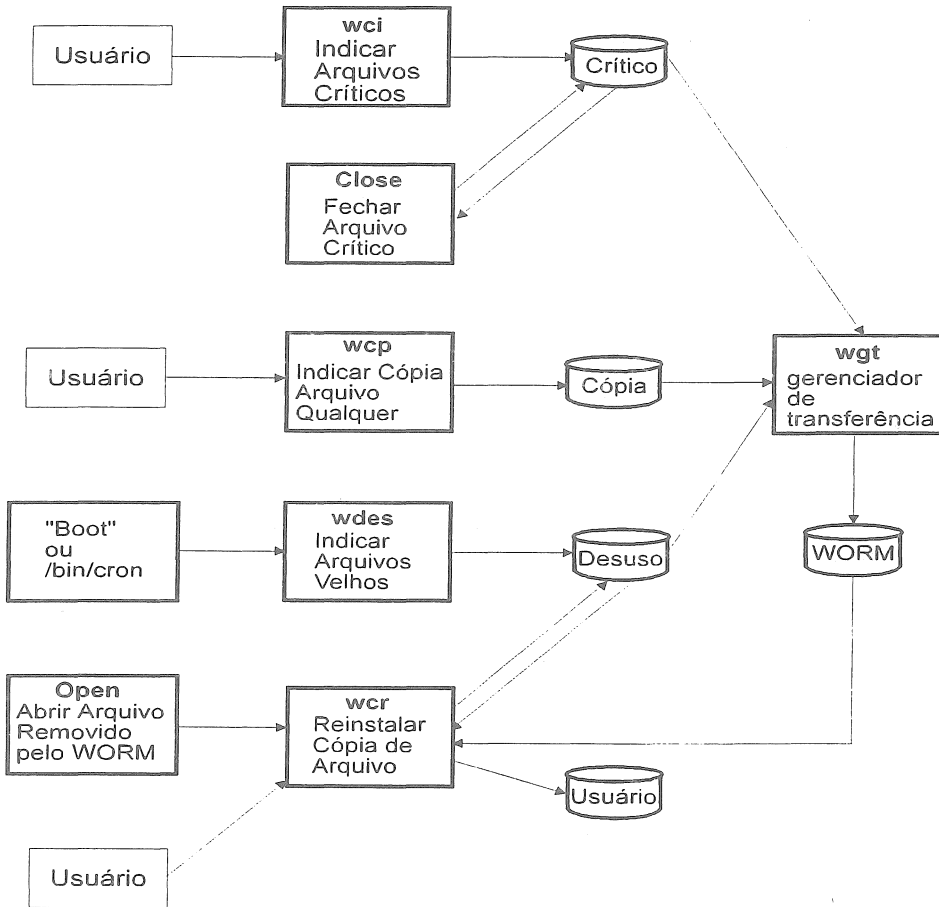 Usuário
wci
Indicar
Arquivos
Críticos
Crítico
Close
Fechar
Arquivo
Crítico
Usuário
wcp
Indicar Cópia
Arquivo
Qualquer
Cópia
wgt
gerenciador
de
transferência
"Boot"
ou
/bin/cron
wdes
Indicar
Arquivos
Velhos
Desuso
WORM
Open
Abrir Arquivo
Removido
pelo WORM
wcr
Reinstalar
Cópia de
Arquivo
Usuário
Usuário